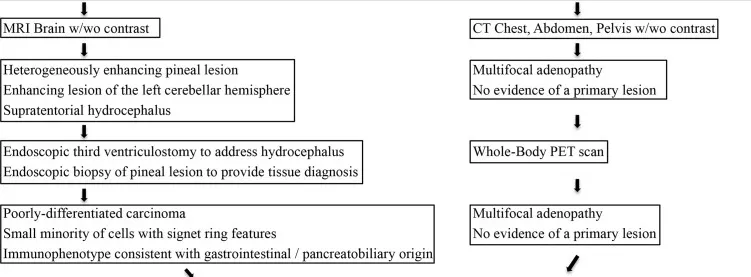 MRI Brain w/wo contrast
Heterogeneously enhancing pineal lesion
Enhancing lesion of the left cerebellar hemisphere
Supratentorial hydrocephalus
Endoscopic third ventriculostomy to address hydrocephalus
Endoscopic biopsy of pineal lesion to provide tissue diagnosis
Poorly-differentiated carcinoma
Small minority of cells with signet ring features
Immunophenotype consistent with gastrointestinal / pancreatobiliary origin
CT Chest, Abdomen, Pelvis w/wo contrast
Multifocal adenopathy
No evidence of a primary lesion
Whole-Body PET scan
Multifocal adenopathy
No evidence of a primary lesion